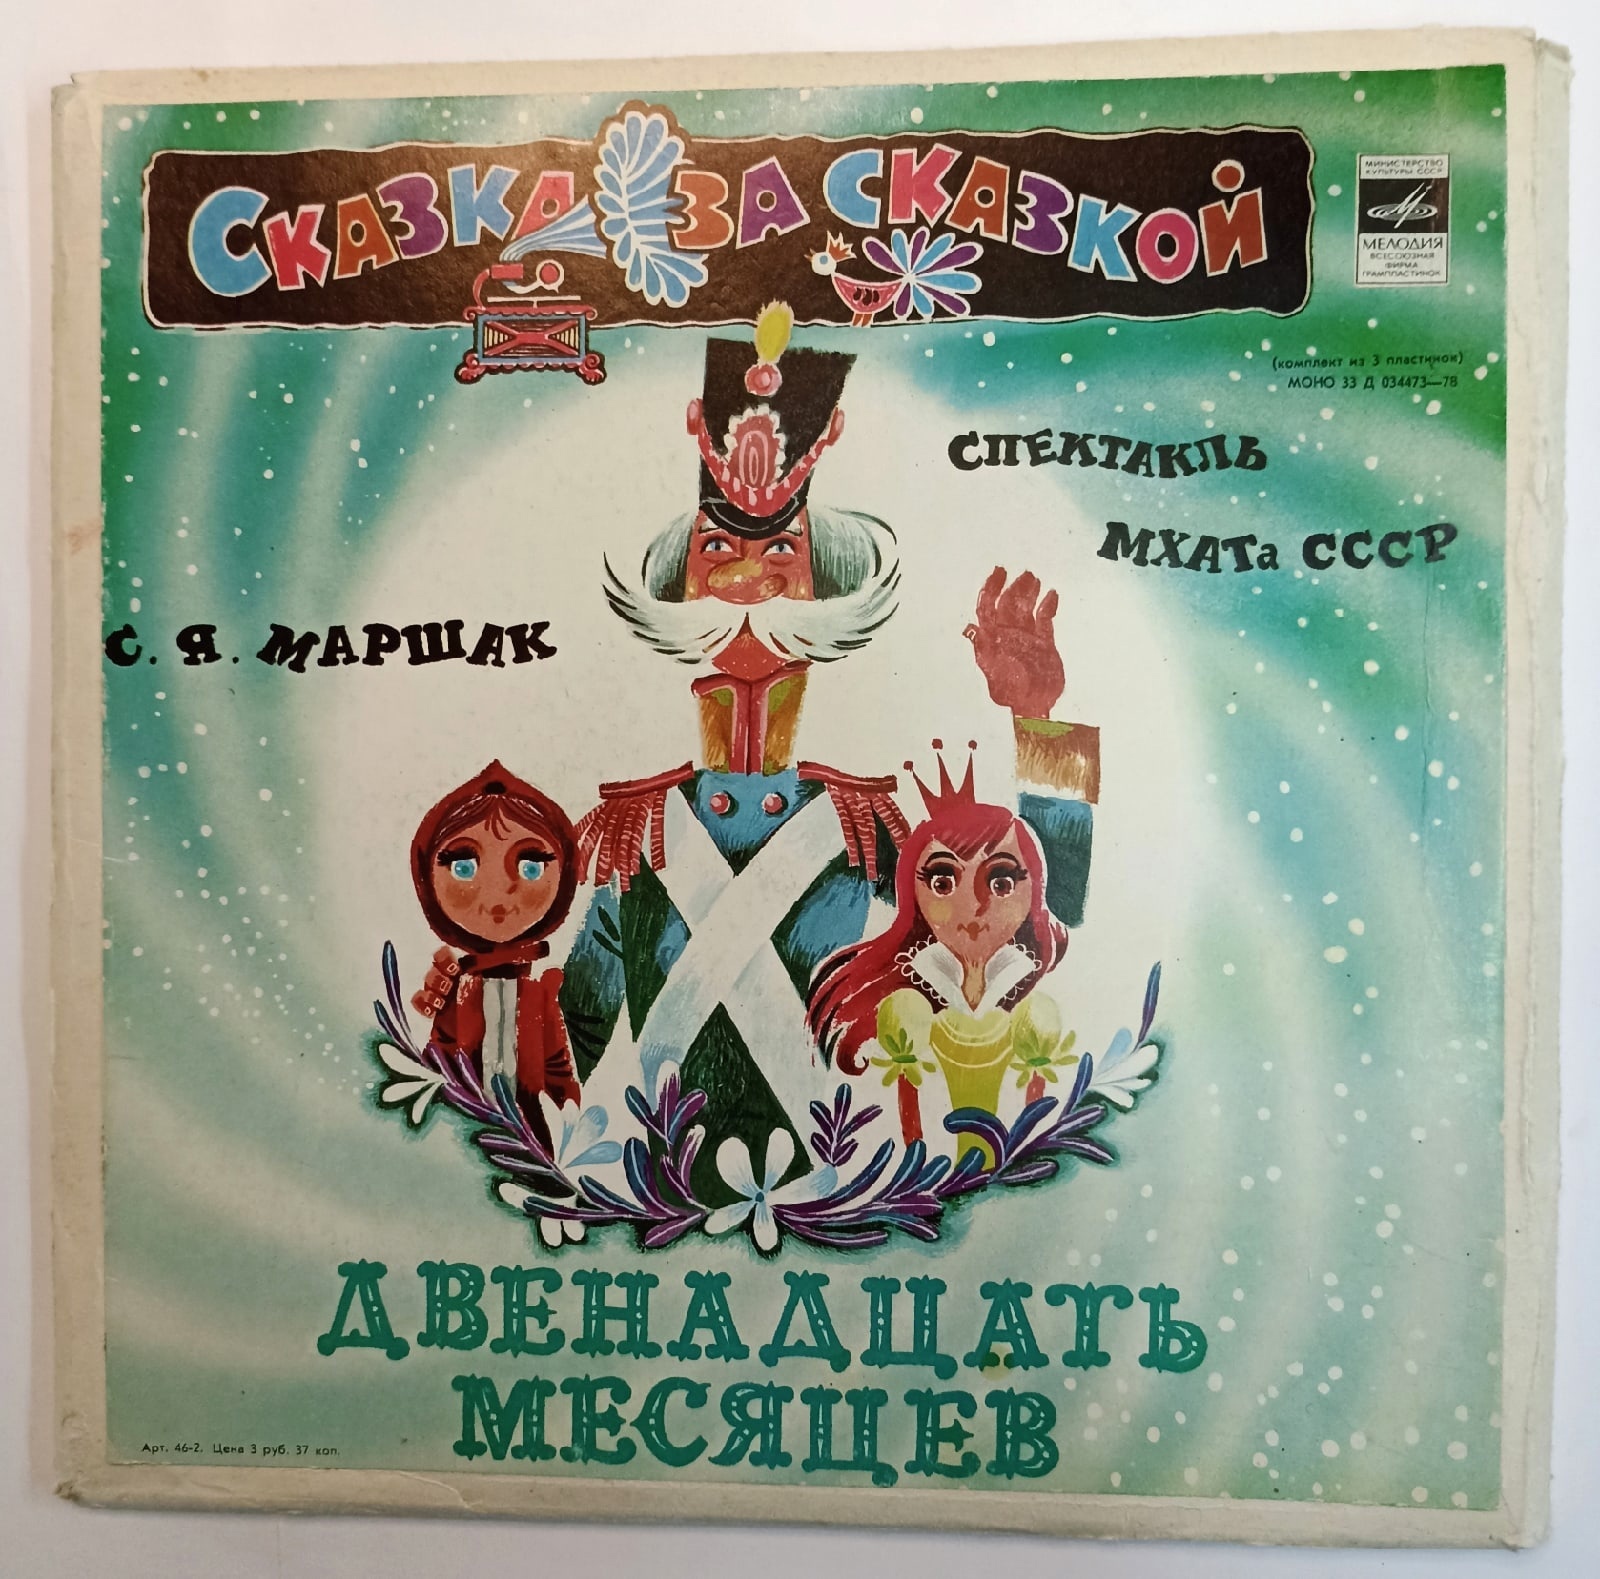 Сказка за сказкой
МИНИСТЕРСТВО
КУЛЬТУРЫ СССР
МЕЛОДИЯ
ВСЕСОЮЗНАЯ
ФИРМА
ГРАМПЛАСТИНОК
(комплект из 3 пластинок)
МОНО 33 Д 034473—78
СПЕКТАКЛЬ
МХАТа СССР
С. Я. МАРШАК
ДВЕНАДЦАТЬ
МЕСЯЦЕВ
Арт. 46-2. Цена 3 руб. 37 коп.